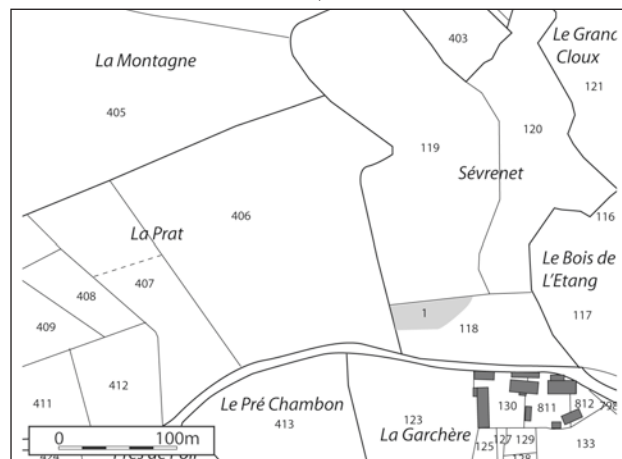 403
Le Grand
Cloux
La Montagne
121
405
120
119
Sévrenet
406
116
La Prat
Le Bois de
L'Etang
407
408
409
1
118
117
412
411
Le Pré Chambon
413
123
130
811
812
798
La Garchère
0
100m
125
127
129
133
128